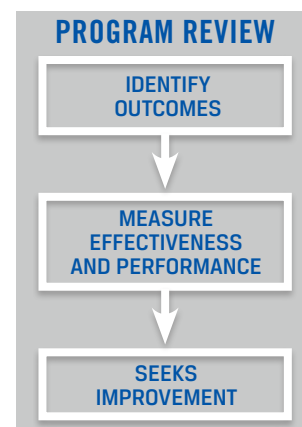 PROGRAM REVIEW
IDENTIFY
OUTCOMES
MEASURE
EFFECTIVENESS
AND PERFORMANCE
SEEKS
IMPROVEMENT